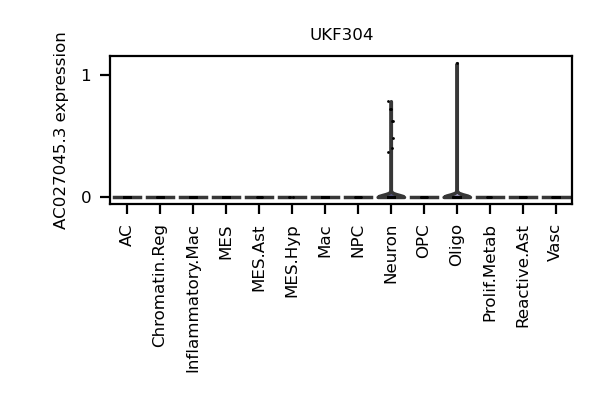 UKF304
AC027045.3 expression
1
0
AC
Chromatin.Reg
Inflammatory.Mac
MES
MES.Ast
MES.Hyp
Mac
NPC
Neuron
OPC
Oligo
Prolif.Metab
Reactive.Ast
Vasc